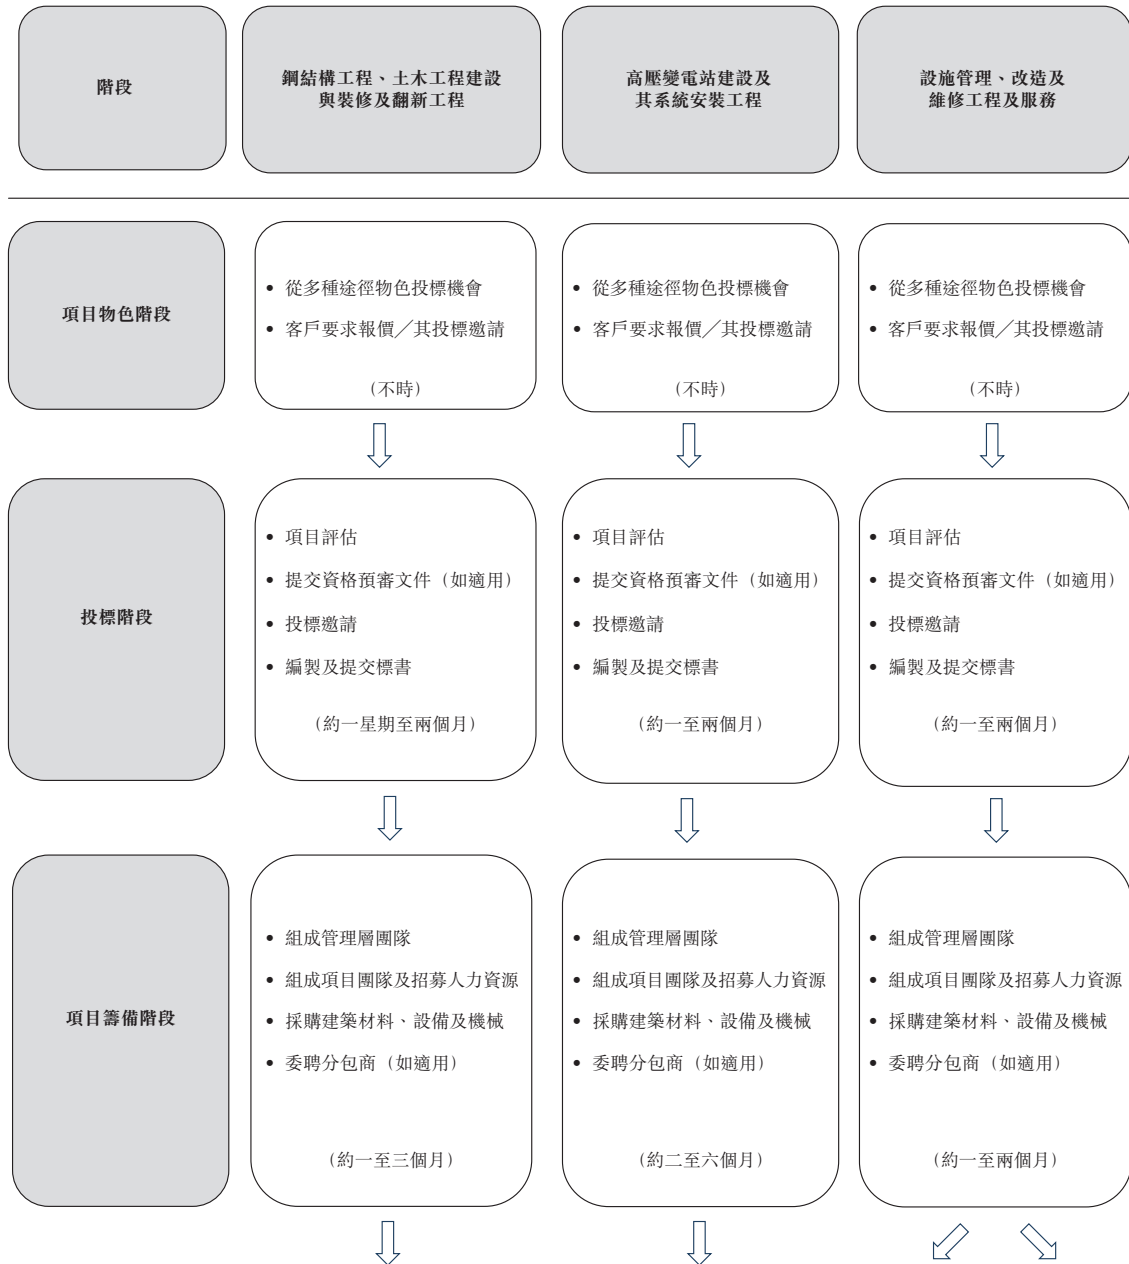 階段
鋼結構工程、土木工程建設
與裝修及翻新工程
高壓變電站建設及
其系統安裝工程
設施管理、改造及
維修工程及服務
項目物色階段
• 從多種途徑物色投標機會
• 客戶要求報價／其投標邀請
（不時）
• 從多種途徑物色投標機會
• 客戶要求報價／其投標邀請
（不時）
• 從多種途徑物色投標機會
• 客戶要求報價／其投標邀請
（不時）
投標階段
• 項目評估
• 提交資格預審文件（如適用）
• 投標邀請
• 編製及提交標書
（約一星期至兩個月）
• 項目評估
• 提交資格預審文件（如適用）
• 投標邀請
• 編製及提交標書
（約一至兩個月）
• 項目評估
• 提交資格預審文件（如適用）
• 投標邀請
• 編製及提交標書
（約一至兩個月）
項目籌備階段
• 組成管理層團隊
• 組成項目團隊及招募人力資源
• 採購建築材料、設備及機械
• 委聘分包商（如適用）
（約一至三個月）
• 組成管理層團隊
• 組成項目團隊及招募人力資源
• 採購建築材料、設備及機械
• 委聘分包商（如適用）
（約二至六個月）
• 組成管理層團隊
• 組成項目團隊及招募人力資源
• 採購建築材料、設備及機械
• 委聘分包商（如適用）
（約一至兩個月）